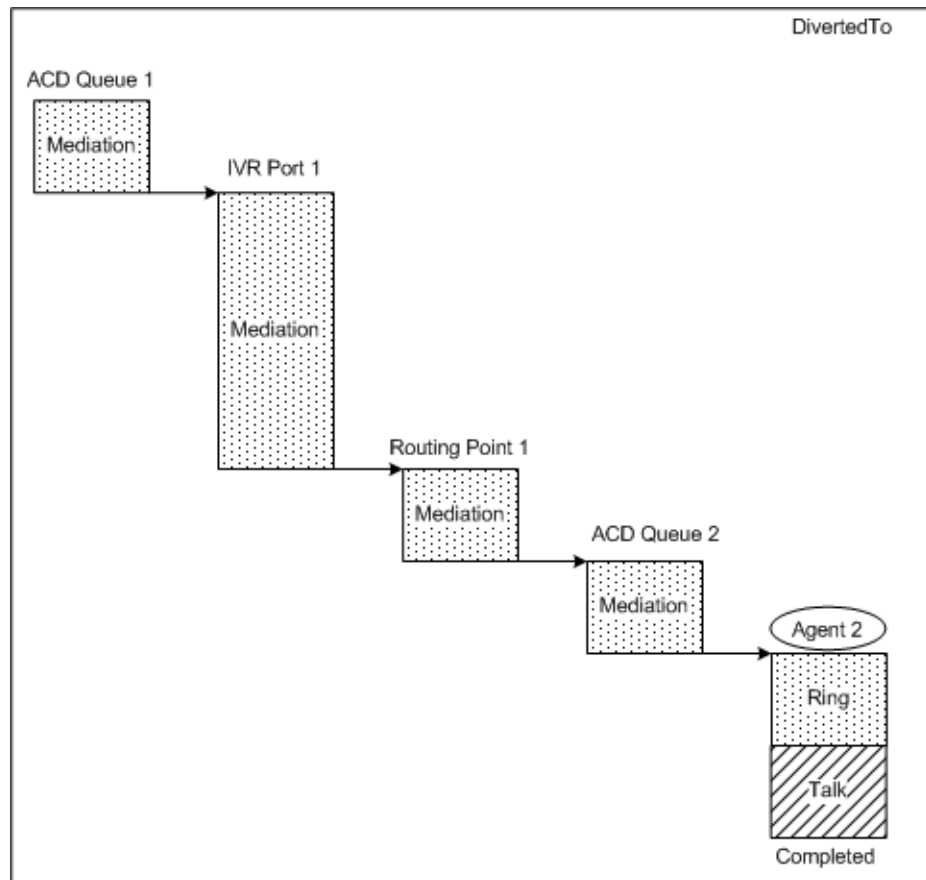 DivertedTo
ACD Queue 1
Mediation
IVR Port 1
Mediation
Routing Point 1
Mediation
ACD Queue 2
Mediation
Agent 2
Ring
Talk
Completed